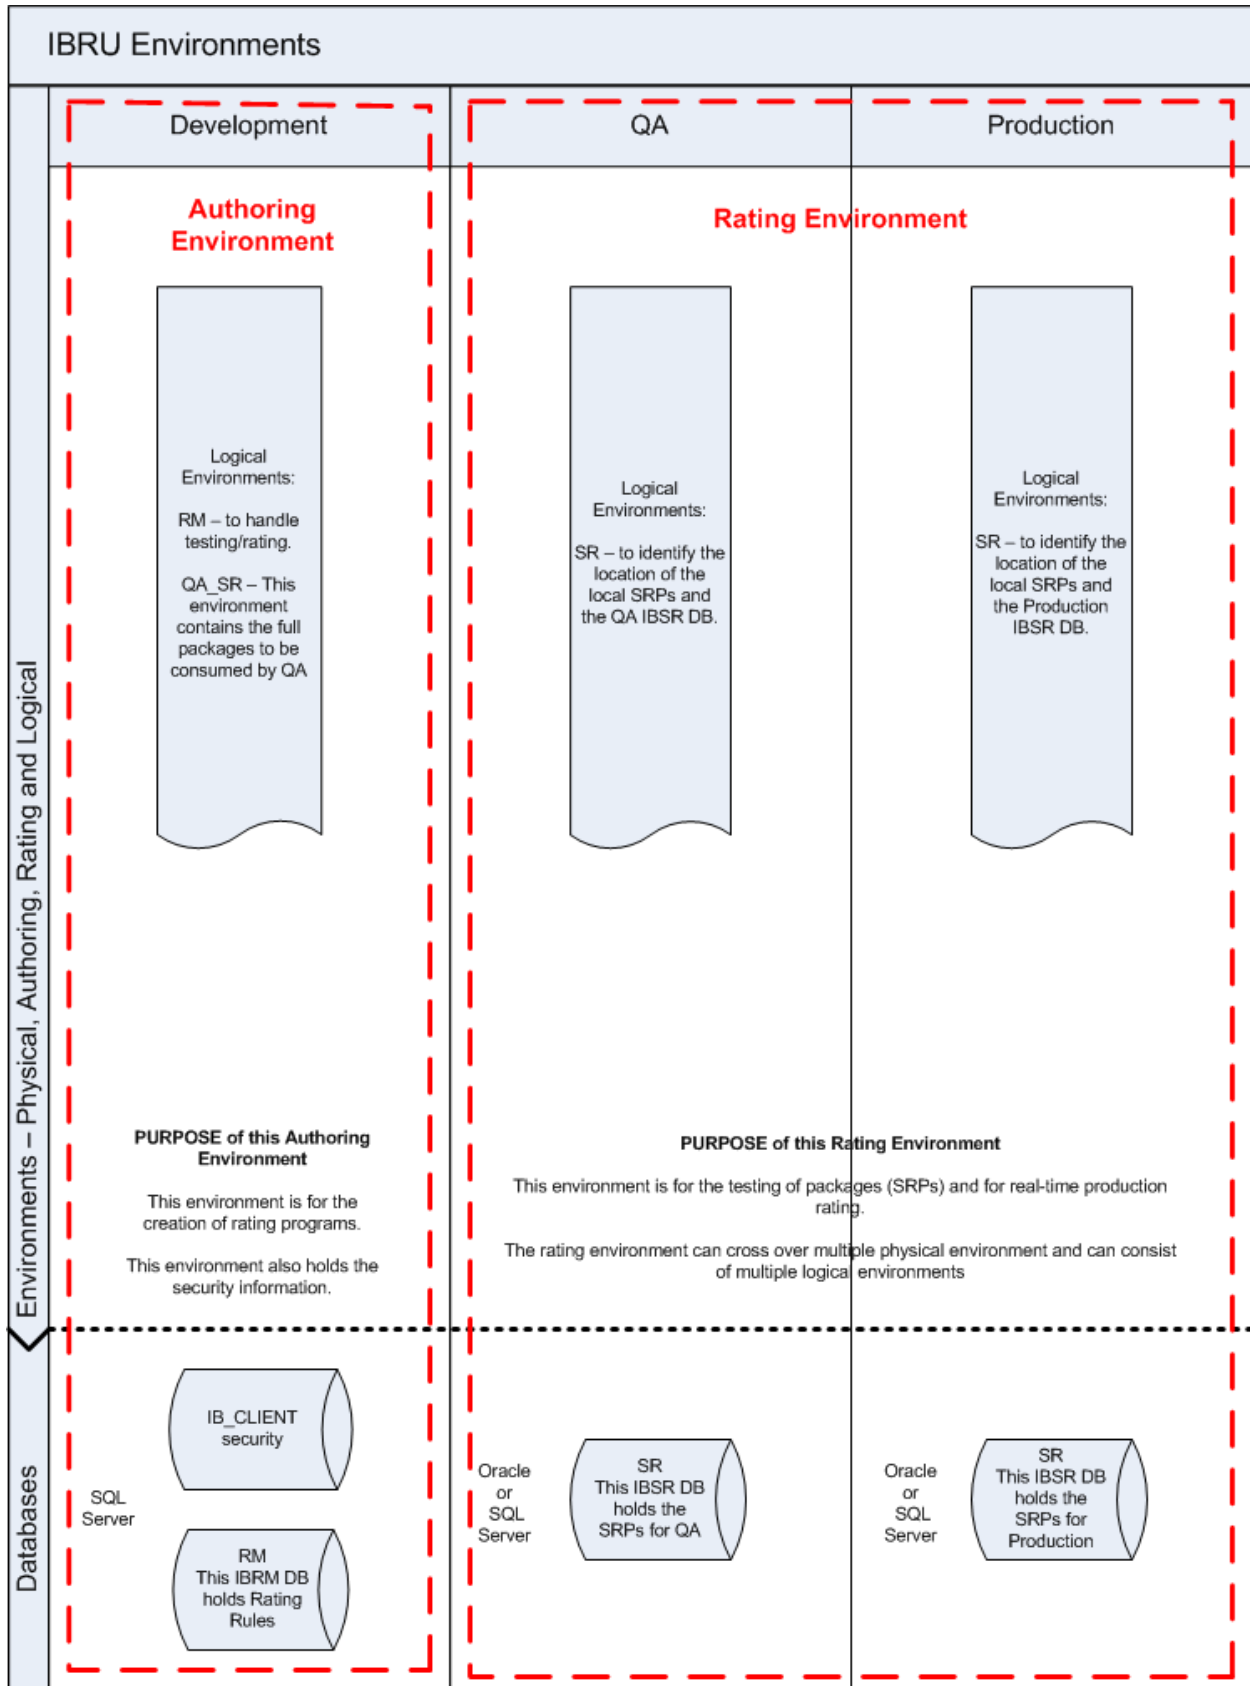 IBRU Environments
Development
QA
Production
Authoring
Environment
Rating Environment
Logical
Environments:
RM – to handle
testing/rating.
QA_SR – This
environment
contains the full
packages to be
consumed by QA
Logical
Environments:
SR – to identify the
location of the
local SRPs and
the QA IBSR DB.
Logical
Environments:
SR – to identify the
location of the
local SRPs and
the Production
IBSR DB.
Environments – Physical, Authoring, Rating and Logical
PURPOSE of this Authoring
Environment
This environment is for the
creation of rating programs.
This environment also holds the
security information.
PURPOSE of this Rating Environment
This environment is for the testing of packages (SRPs) and for real-time production
rating.
The rating environment can cross over multiple physical environment and can consist
of multiple logical environments
Databases
SQL
Server
IB_CLIENT
security
RM
This IBRM DB
holds Rating
Rules
Oracle
or
SQL
Server
SR
This IBSR DB
holds the
SRPs for QA
Oracle
or
SQL
Server
SR
This IBSR DB
holds the
SRPs for
Production